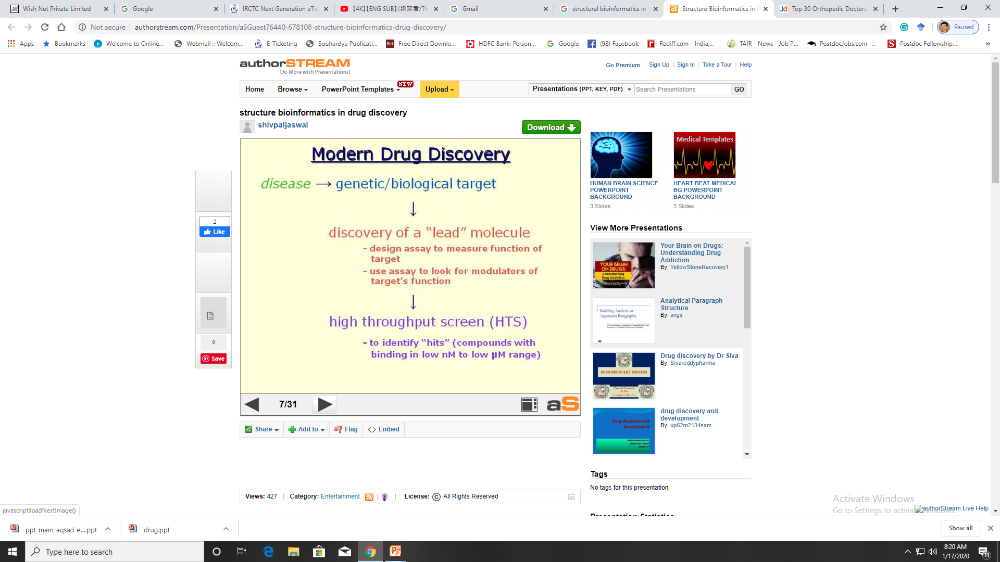 Wish Net Private Limited
Google
IRCTC Next Generation eTic
【4K】【ENG SUB】《绑架者/Th
Gmail
structural bioinformatics in
Structure Bioinformatics in D
Top 30 Orthopedic Doctors
Not secure
authorstream.com/Presentation/aSGuest76440-678108-structure-bioinformatics-drug-discovery/
Paused
Apps
Bookmarks
Welcome to Online...
Webmail :: Welcom...
E-Ticketing
Souhardya Publicati...
Free Direct Downlo...
HDFC Bank: Person...
Google
(98) Facebook
Rediff.com - India,...
TAIR - News - Job P...
PostdocJobs.com -...
Postdoc Fellowship...
»
authorSTREAM
Do More with Presentations!
Go Premium | Sign Up | Sign In | Take a Tour | Help
Home
Browse
PowerPoint Templates
NEW
Upload
Presentations (PPT, KEY, PDF)
Search Presentations
GO
structure bioinformatics in drug discovery
shivpaljaswal
Download
Modern Drug Discovery
disease → genetic/biological target
↓
discovery of a “lead” molecule
- design assay to measure function of
target
- use assay to look for modulators of
target’s function
↓
high throughput screen (HTS)
- to identify “hits” (compounds with
binding in low nM to low µM range)
2
Like
0
Save
7/31
aS
Share
Add to
Flag
Embed
Views: 427
Category: Entertainment
License: © All Rights Reserved
Medical Templates
HUMAN BRAIN SCIENCE
POWERPOINT
BACKGROUND
3 Slides
HEART BEAT MEDICAL
BG POWERPOINT
BACKGROUND
3 Slides
View More Presentations
YOUR BRAIN
ON DRUGS:
Understanding
Drug Addiction
Your Brain on Drugs:
Understanding Drug
Addiction
By: YellowStoneRecovery1
Building Analysis or
Argument Paragraphs
Analytical Paragraph
Structure
By: avgs
DRUG DISCOVERY PROCESS
Drug discovery by Dr Siva
By: Sivareddypharma
drug discovery and
development
drug discovery and
development
By: up62m2134sam
Tags
No tags for this presentation.
Presentation Statistics
Activate Windows
Go to Settings to activate Windows.
authorStream Live Help
javascript:loadNextImage()
ppt-mam-aqsad-e....ppt
drug.ppt
Show all
Type here to search
8:20 AM
1/17/2020
11